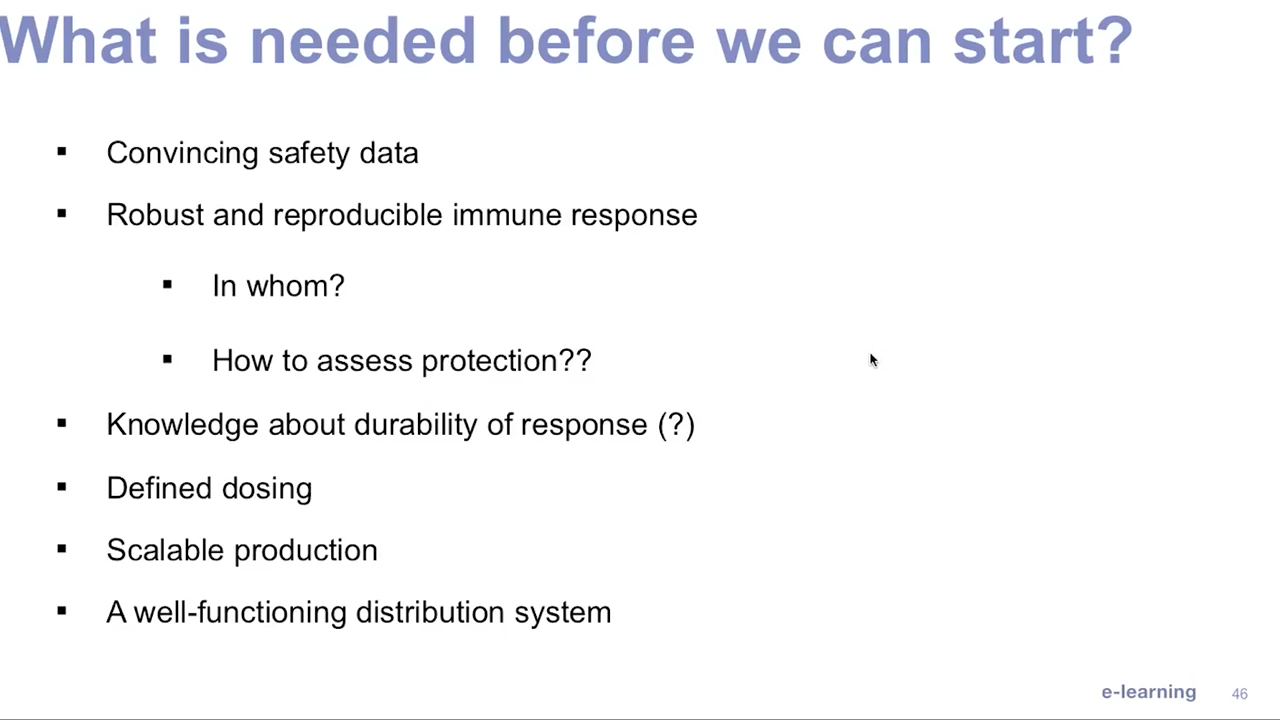 What is needed before we can start?
▪ Convincing safety data
▪ Robust and reproducible immune response
▪ In whom?
▪ How to assess protection??
▪ Knowledge about durability of response (?)
▪ Defined dosing
▪ Scalable production
▪ A well-functioning distribution system
e-learning 46